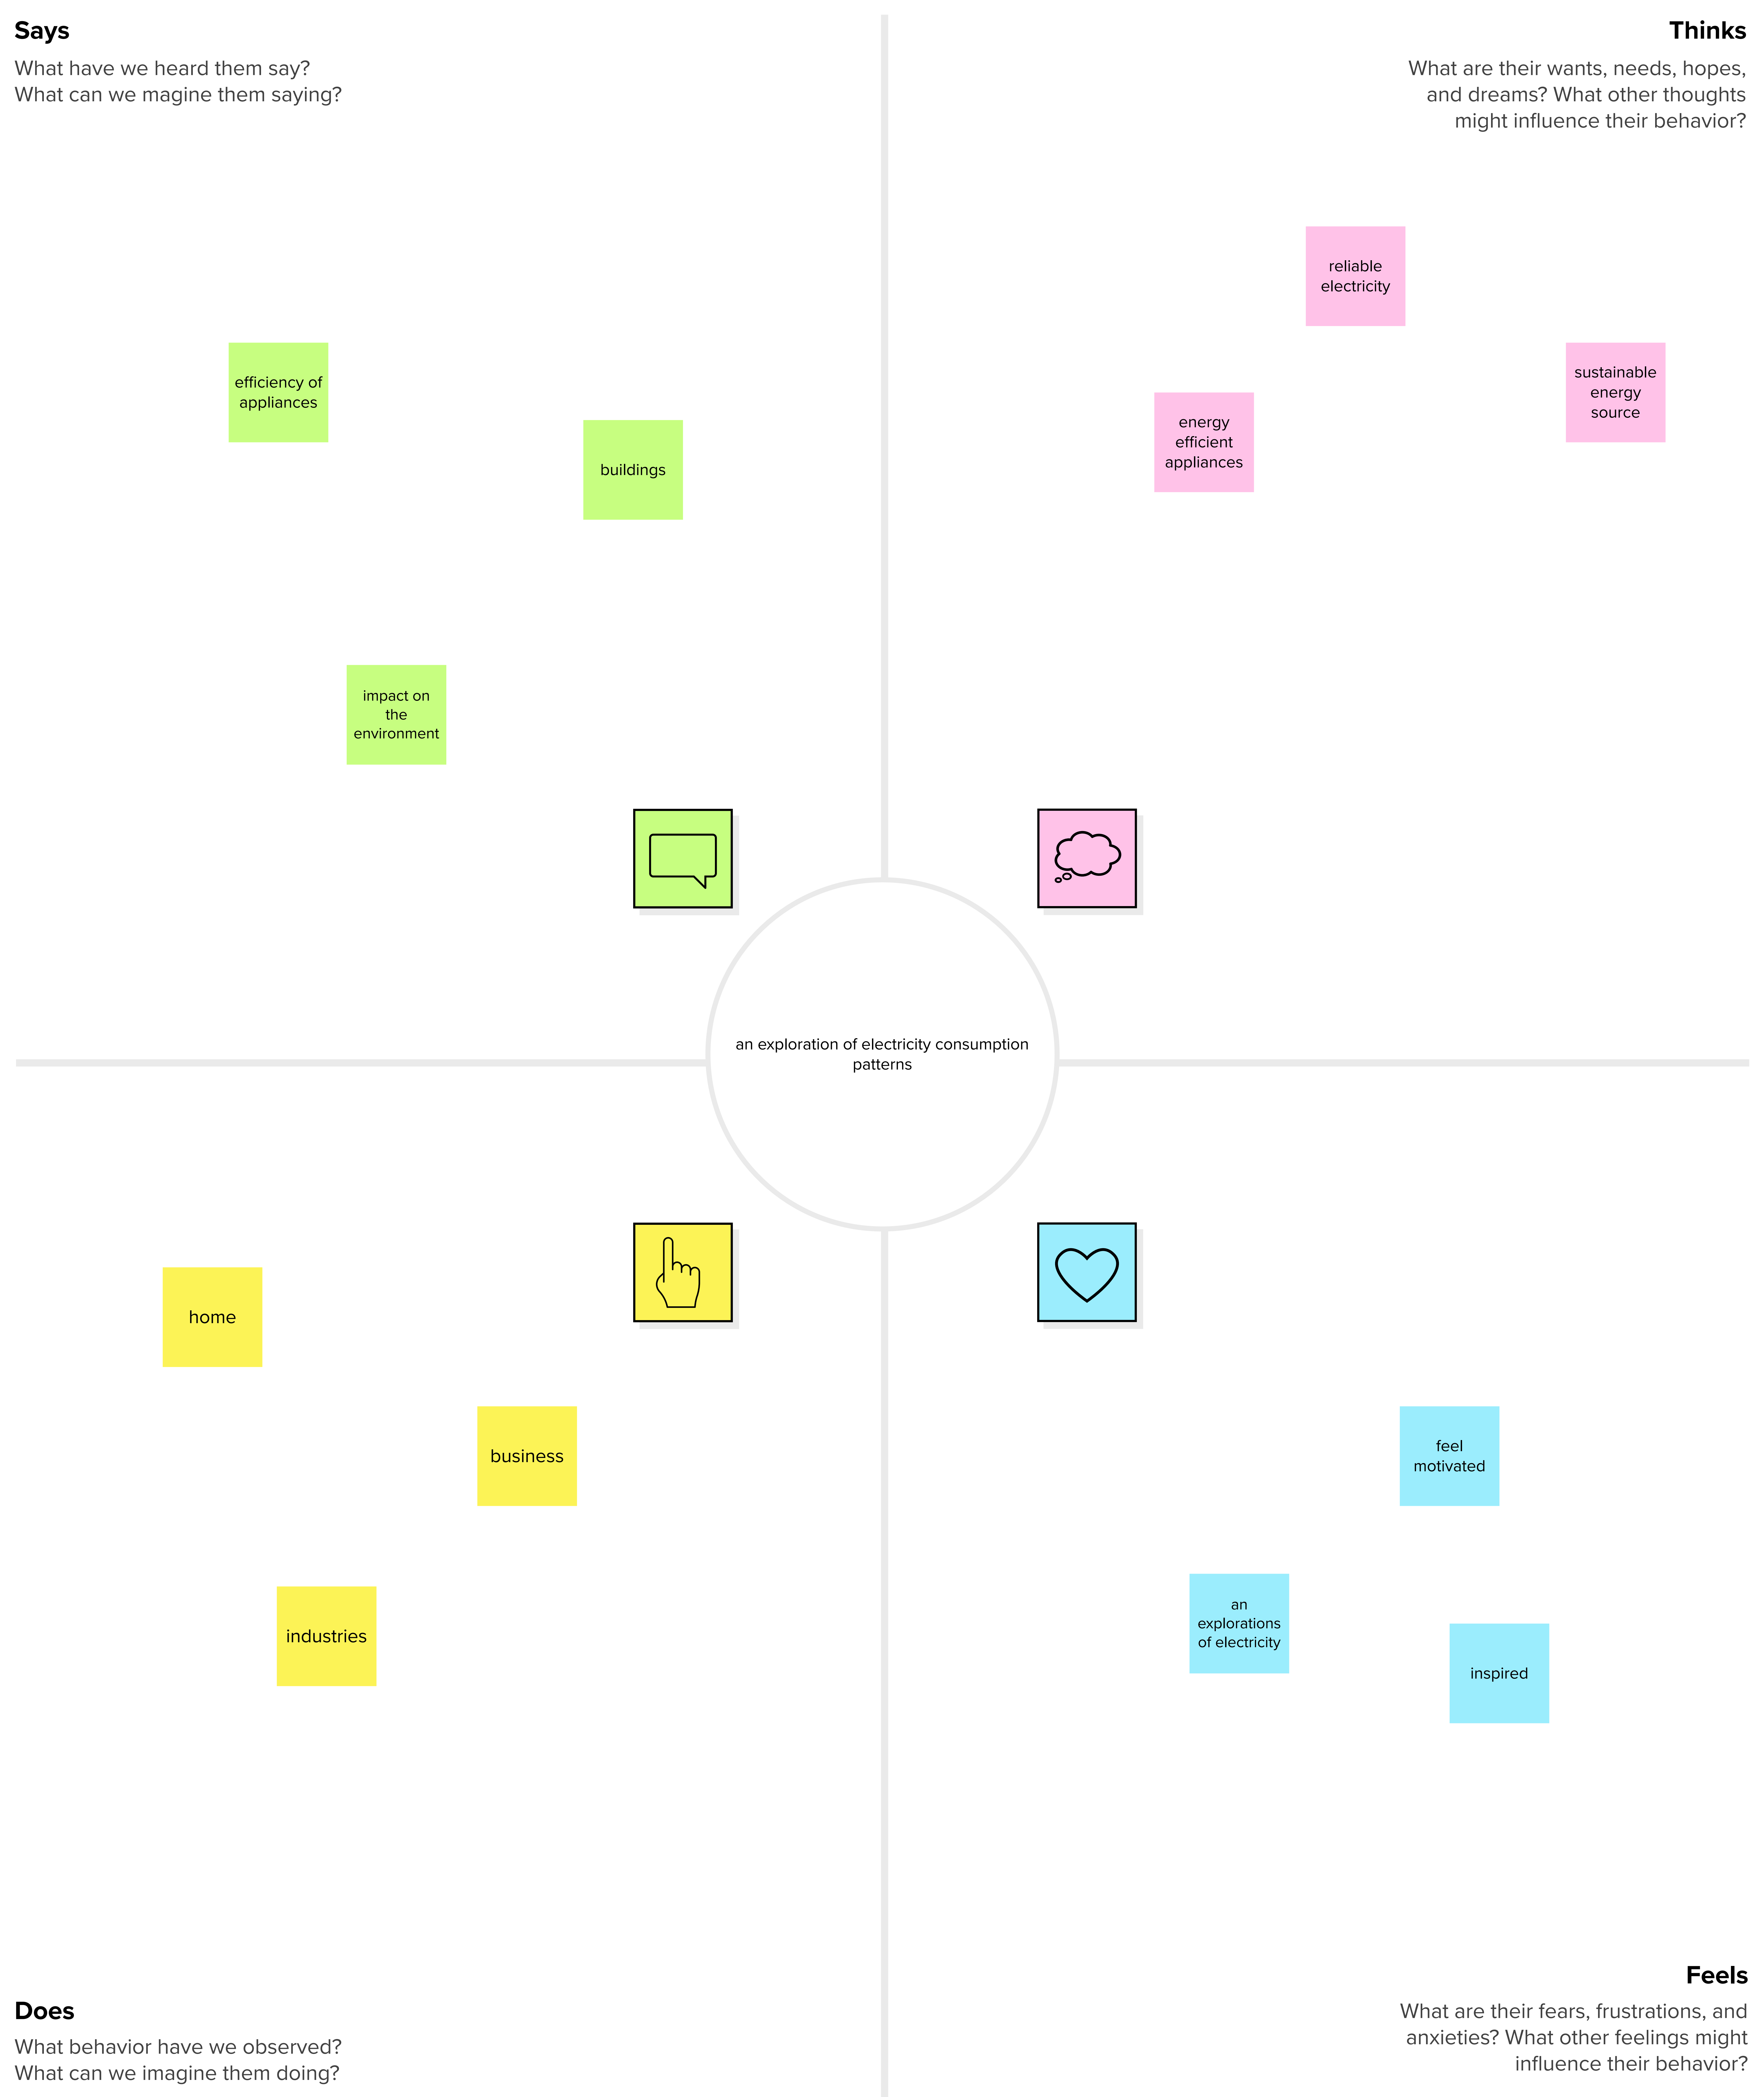 Says
What have we heard them say?
What can we magine them saying?
Thinks
What are their wants, needs, hopes,
and dreams? What other thoughts
might influence their behavior?
efficiency of
appliances
buildings
impact on
the
environment
reliable
electricity
sustainable
energy
source
energy
efficient
appliances
an exploration of electricity consumption
patterns
home
business
industries
feel
motivated
an
explorations
of electricity
inspired
Does
What behavior have we observed?
What can we imagine them doing?
Feels
What are their fears, frustrations, and
anxieties? What other feelings might
influence their behavior?